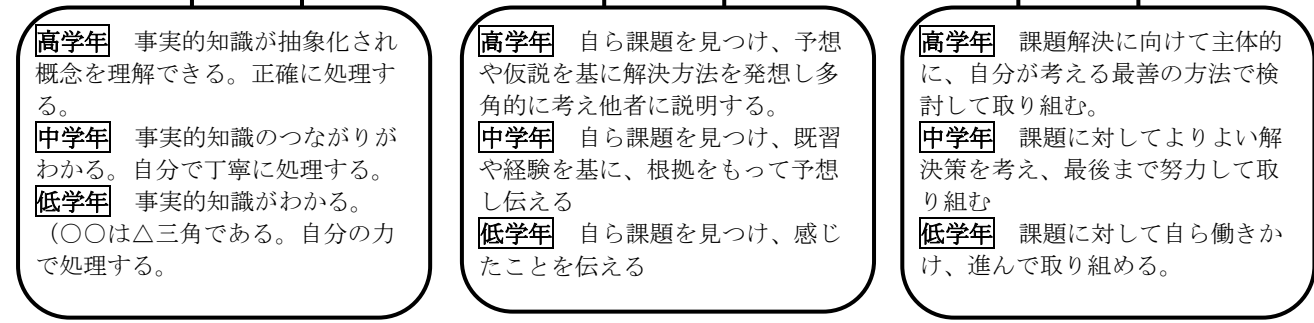 高学年　事実的知識が抽象化され
概念を理解できる。正確に処理す
る。
中学年　事実的知識のつながりが
わかる。自分で丁寧に処理する。
低学年　事実的知識がわかる。
（○○は△三角である。自分の力
で処理する。
高学年　自ら課題を見つけ、予想
や仮説を基に解決方法を発想し多
角的に考え他者に説明する。
中学年　自ら課題を見つけ、既習
や経験を基に、根拠をもって予想
し伝える
低学年　自ら課題を見つけ、感じ
たことを伝える
高学年　課題解決に向けて主体的
に、自分が考える最善の方法で検
討して取り組む。
中学年　課題に対してよりよい解
決策を考え、最後まで努力して取
り組む
低学年　課題に対して自ら働きか
け、進んで取り組める。